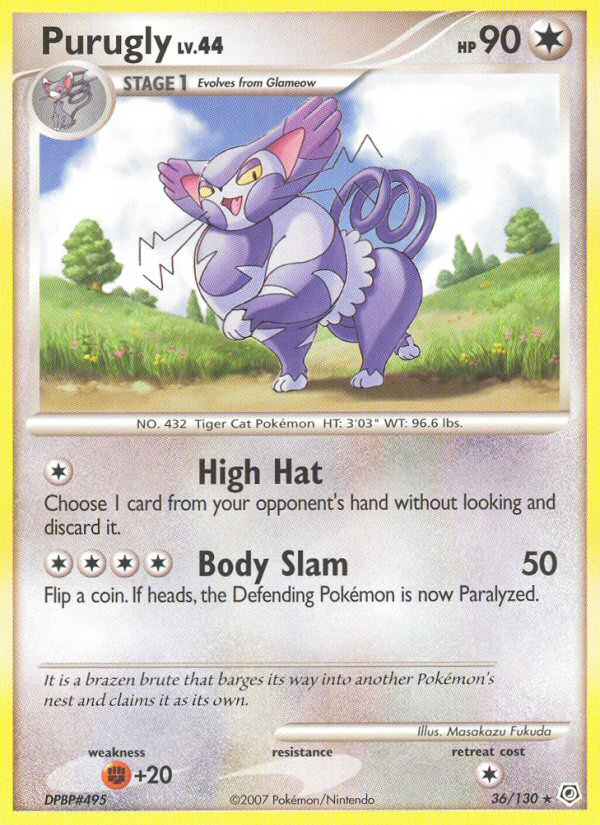 Purugly LV.44 HP 90
STAGE 1 Evolves from Glameow
NO. 432 Tiger Cat Pokémon HT: 3'03" WT: 96.6 lbs.
High Hat
Choose 1 card from your opponent's hand without looking and
discard it.
Body Slam 50
Flip a coin. If heads, the Defending Pokémon is now Paralyzed.
It is a brazen brute that barges its way into another Pokémon's
nest and claims it as its own.
Illus. Masakazu Fukuda
weakness resistance retreat cost
+20
DPBP#495 ©2007 Pokémon/Nintendo 36/130 ★